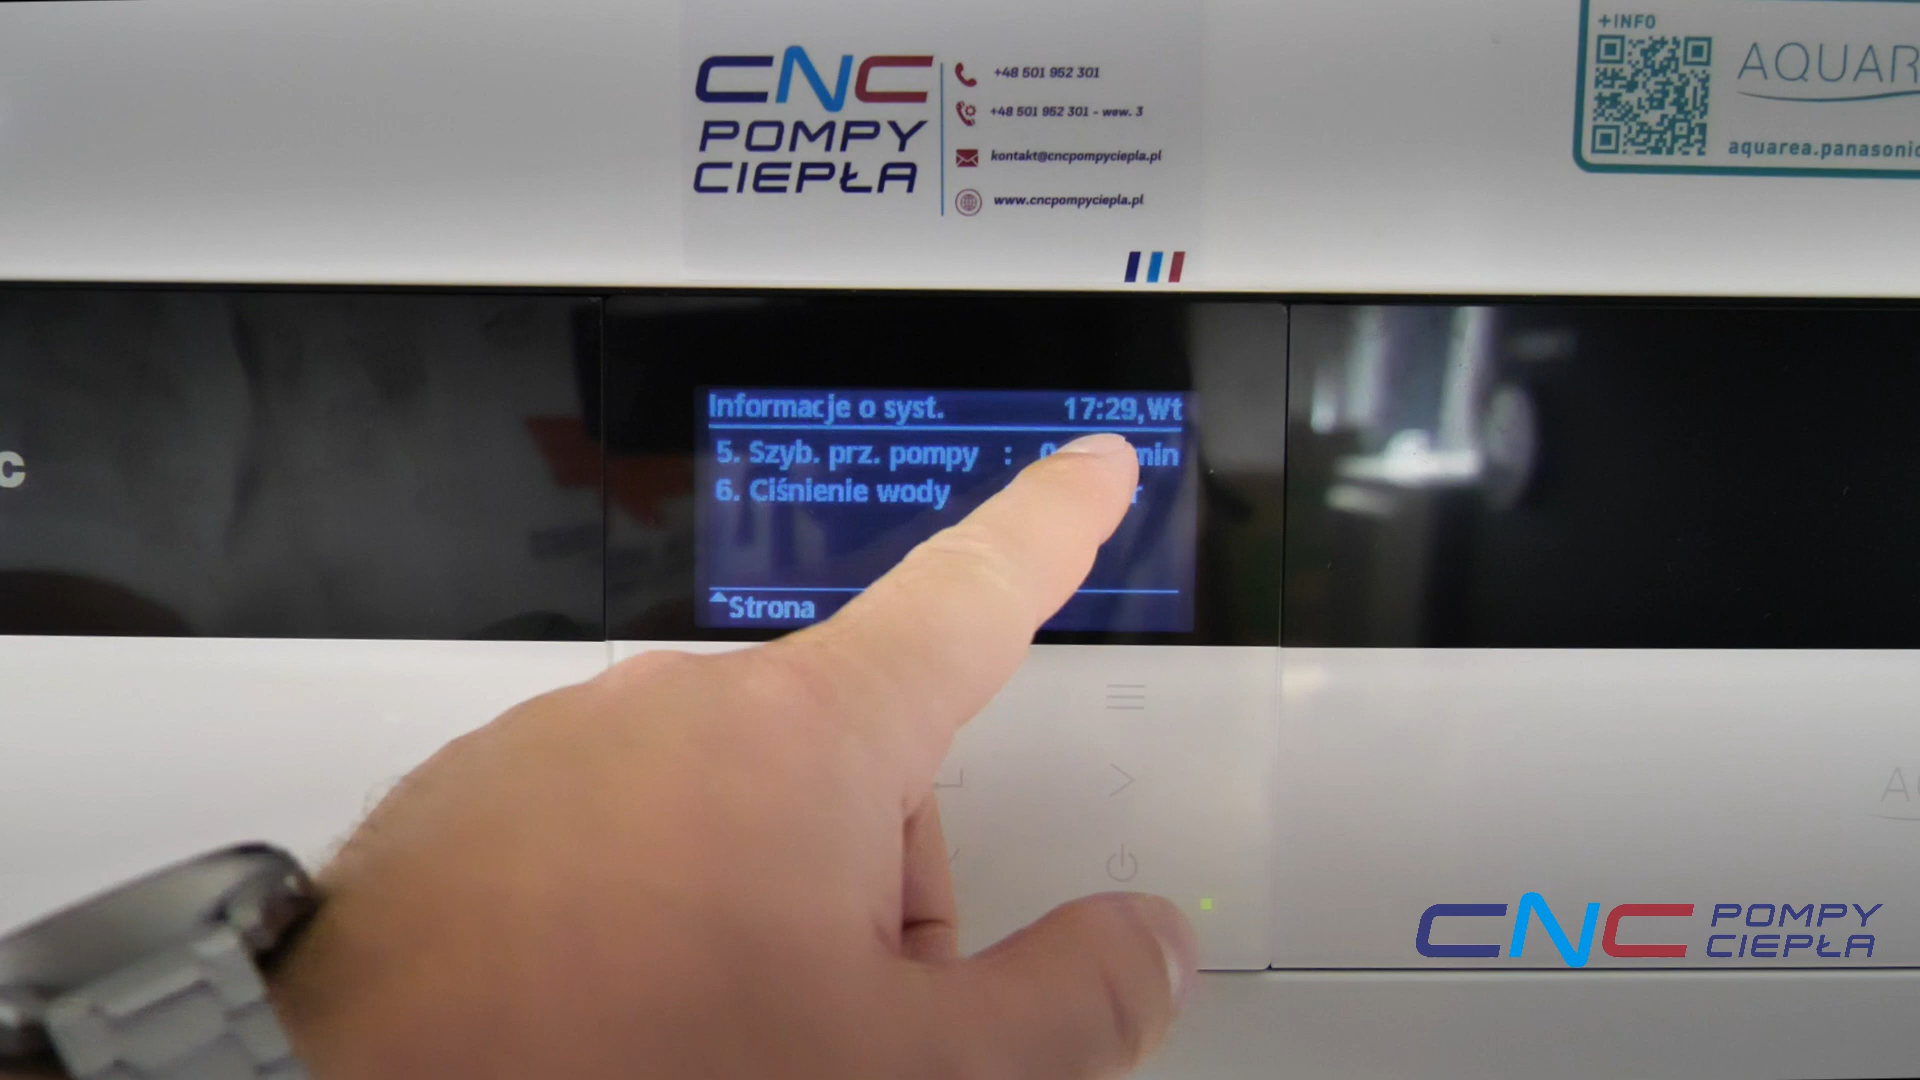 CNC
POMPY
CIEPŁA
+48 501 952 301
+48 501 952 301 - wew. 3
kontakt@cncpompyciepla.pl
www.cncpompyciepla.pl
+INFO
AQUAR
aquarea.panasonic
c
Informacje o syst. 17:29,Wt
5. Szyb. prz. pompy :
6. Ciśnienie wody
Strona
CNC POMPY
CIEPŁA